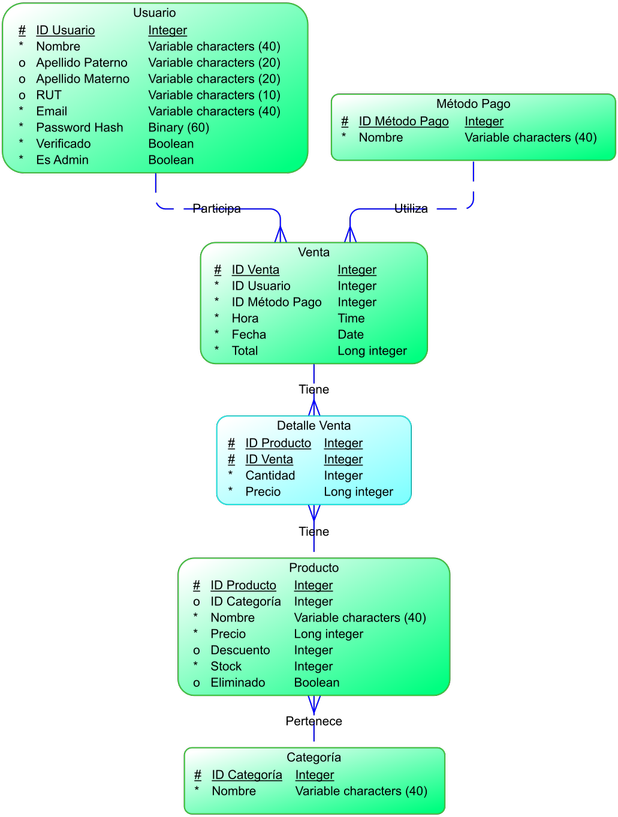 Usuario
# ID Usuario Integer
* Nombre Variable characters (40)
o Apellido Paterno Variable characters (20)
o Apellido Materno Variable characters (20)
o RUT Variable characters (10)
* Email Variable characters (40)
* Password Hash Binary (60)
* Verificado Boolean
* Es Admin Boolean
Método Pago
# ID Método Pago Integer
* Nombre Variable characters (40)
Participa
Utiliza
Venta
# ID Venta Integer
* ID Usuario Integer
* ID Método Pago Integer
* Hora Time
* Fecha Date
* Total Long integer
Tiene
Detalle Venta
# ID Producto Integer
# ID Venta Integer
* Cantidad Integer
* Precio Long integer
Tiene
Producto
# ID Producto Integer
o ID Categoría Integer
* Nombre Variable characters (40)
* Precio Long integer
o Descuento Integer
* Stock Integer
o Eliminado Boolean
Pertenece
Categoría
# ID Categoría Integer
* Nombre Variable characters (40)